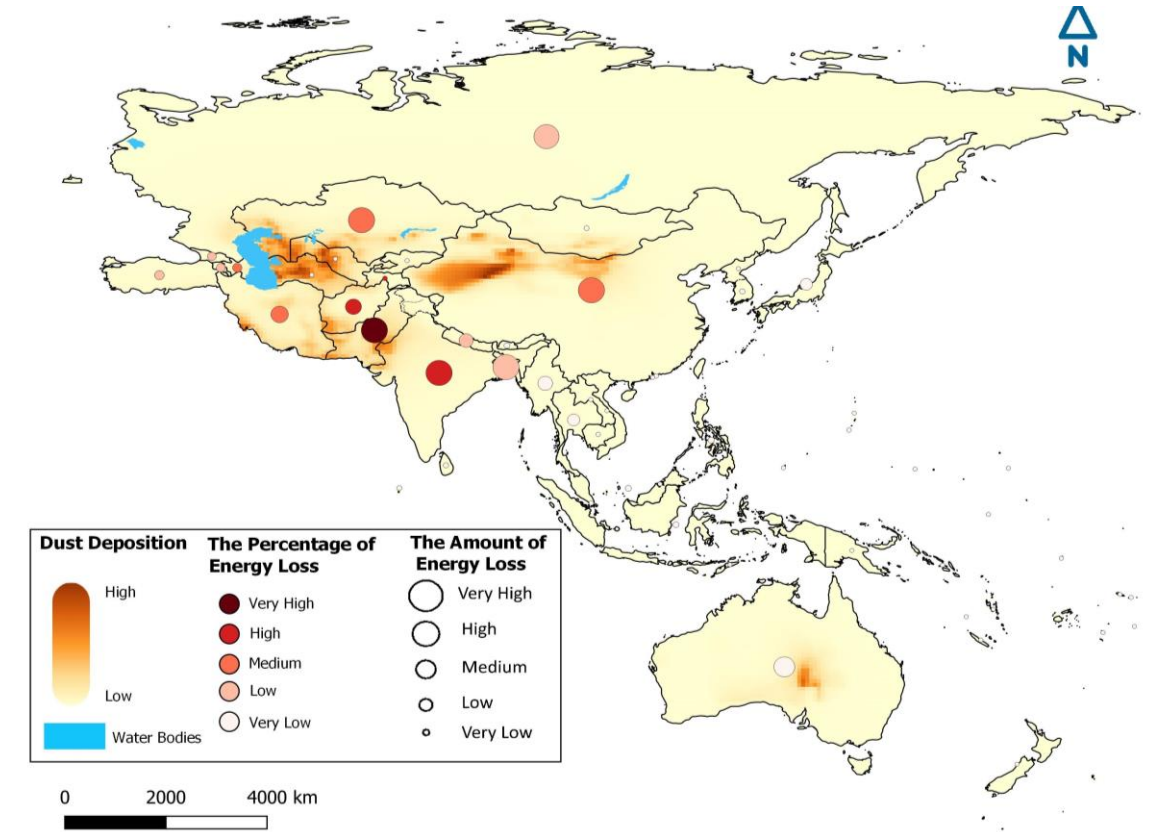 N
Dust Deposition
High
Low
Water Bodies
The Percentage of
Energy Loss
Very High
High
Medium
Low
Very Low
The Amount of
Energy Loss
Very High
High
Medium
Low
Very Low
0 2000 4000 km